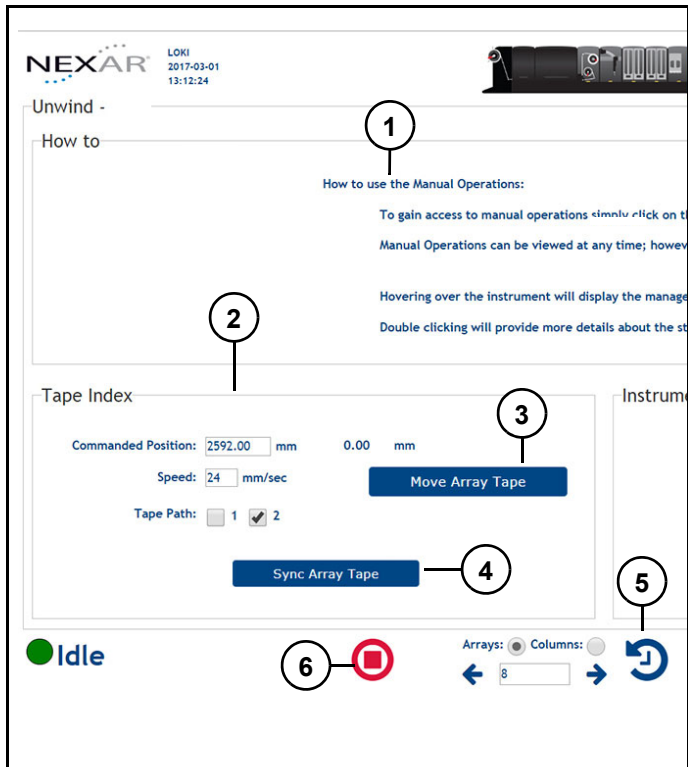 NEXAR
LOKI
2017-03-01
13:12:24
Unwind -
How to
1
How to use the Manual Operations:
To gain access to manual operations simply click on t
Manual Operations can be viewed at any time; howev
Hovering over the instrument will display the manage
Double clicking will provide more details about the st
2
Tape Index
Instrume
3
Commanded Position: 2592.00 mm 0.00 mm
Speed: 24 mm/sec
Move Array Tape
Tape Path: 1 2
Sync Array Tape
4
5
Idle
6
Arrays: Columns:
8